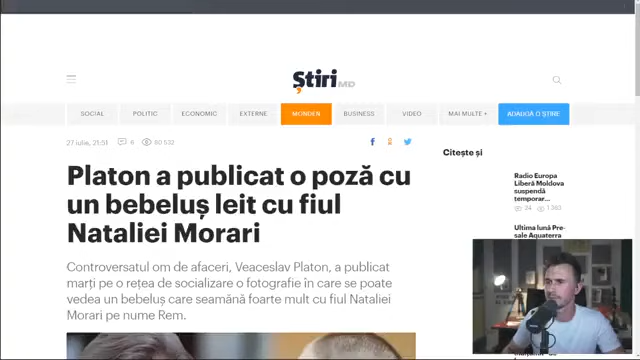 Știri MD
SOCIAL POLITIC ECONOMIC EXTERNE MONDEN BUSINESS VIDEO MAI MULTE + ADAUGĂ O ȘTIRE
27 iulie, 21:51 6 60 532
Platon a publicat o poză cu
un bebeluș leit cu fiul
Nataliei Morari
Controversatul om de afaceri, Veaceslav Platon, a publicat
marți pe o rețea de socializare o fotografie în care se poate
vedea un bebeluș care seamănă foarte mult cu fiul Nataliei
Morari pe nume Rem.
Citește și
Radio Europa
Liberă Moldova
suspendă
temporar...
24 1 363
Ultima lună Pre-
sale Aquaterra